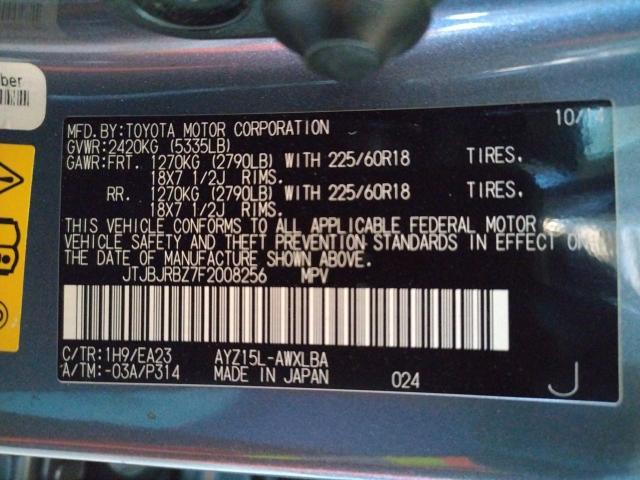 ber
10/14
MFD.BY:TOYOTA MOTOR CORPORATION
GVWR:2420KG (5335LB)
GAWR:FRT. 1270KG (2790LB) WITH 225/60R18 TIRES.
18X7 1/2J RIMS.
RR. 1270KG (2790LB) WITH 225/60R18 TIRES.
18X7 1/2J RIMS.
THIS VEHICLE CONFORMS TO ALL APPLICABLE FEDERAL MOTOR
VEHICLE SAFETY AND THEFT PREVENTION STANDARDS IN EFFECT ON
THE DATE OF MANUFACTURE SHOWN ABOVE.
JTJBJRBZ7F2008256 MPV
C/TR:1H9/EA23 AYZ15L-AWXLBA
A/TM:-03A/P314 MADE IN JAPAN 024
J